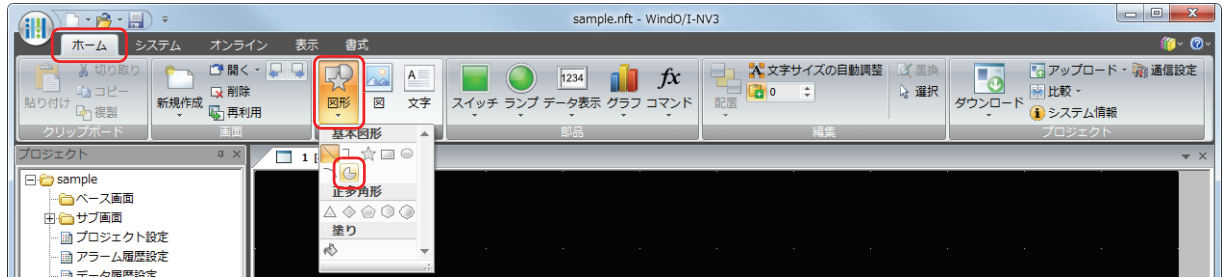 sample.nft - WindO/I-NV3
ホーム システム オンライン 表示 書式
切り取り 開く 文字サイズの自動調整 置換 アップロード 通信設定
コピー 削除 1234 fx 0 選択 比較
貼り付け 複製 新規作成 再利用 図形 図 文字 スイッチ ランプ データ表示 グラフ コマンド 配置 ダウンロード システム情報
クリップボード 画面 部品 編集 プロジェクト
基本図形
プロジェクト 1
sample
ベース画面
正多角形
サブ画面
塗り
プロジェクト設定
アラーム履歴設定
データ履歴設定